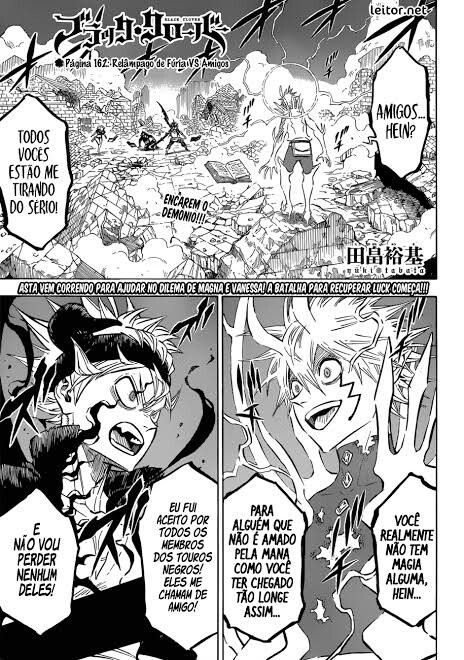 leitor.net
BLACK CLOVER
ブラッククローバー
Página 162: Relâmpago de Fúria VS Amigos
AMIGOS...
HEIN?
TODOS
VOCÊS
ESTÃO ME
TIRANDO
DO SÉRIO!
ENCAREM O
DEMONIO!!!
田畠裕基
yûki tabata
ASTA VEM CORRENDO PARA AJUDAR NO DILEMA DE MAGNA E VANESSA! A BATALHA PARA RECUPERAR LUCK COMEÇA!!!
VOCÊ
REALMENTE
NÃO TEM
MAGIA
ALGUMA,
HEIN...
PARA
ALGUÉM QUE
NÃO É AMADO
PELA MANA
COMO VOCÊ
TER CHEGADO
TÃO LONGE
ASSIM...
EU FUI
ACEITO POR
TODOS OS
MEMBROS
DOS TOUROS
NEGROS!
ELES ME
CHAMAM DE
AMIGO!
E
NÃO VOU
PERDER
NENHUM
DELES!